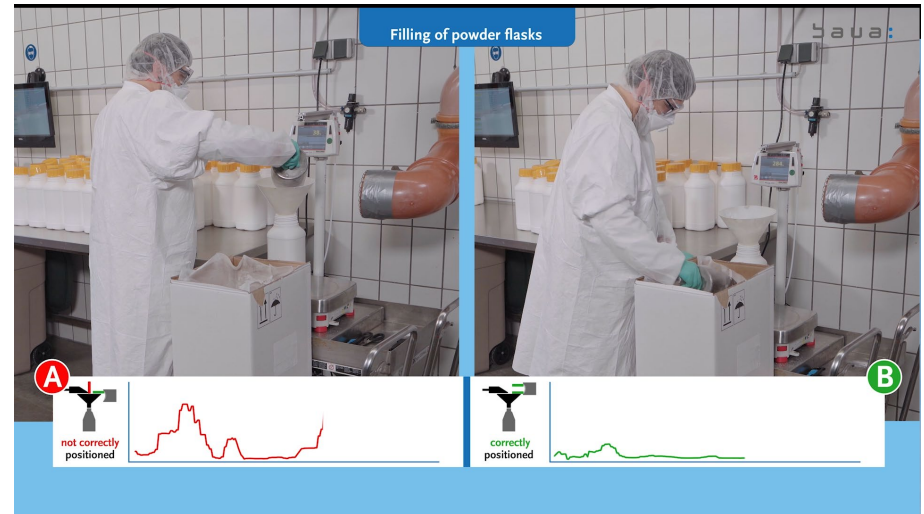 Filling of powder flasks
baua:
A
B
not correctly
positioned
correctly
positioned